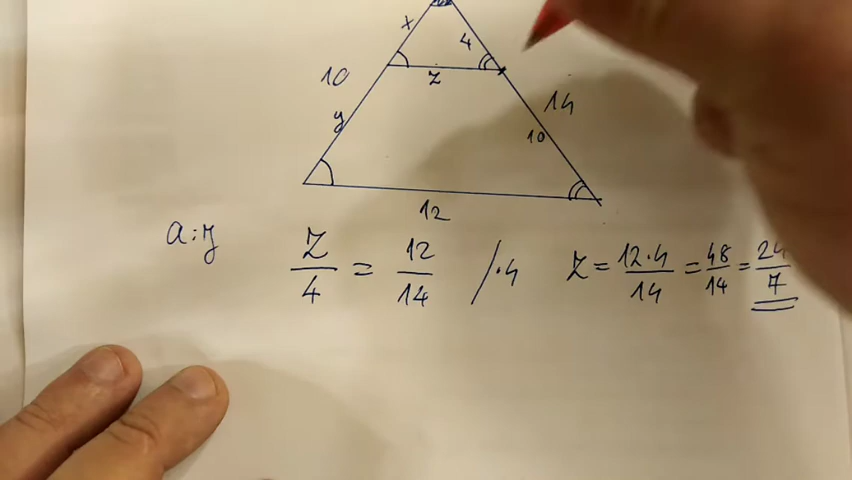 x
4
10
z
14
y
10
12
a:y
z/4 = 12/14 /·4 z = 12·4/14 = 48/14 = 24/7